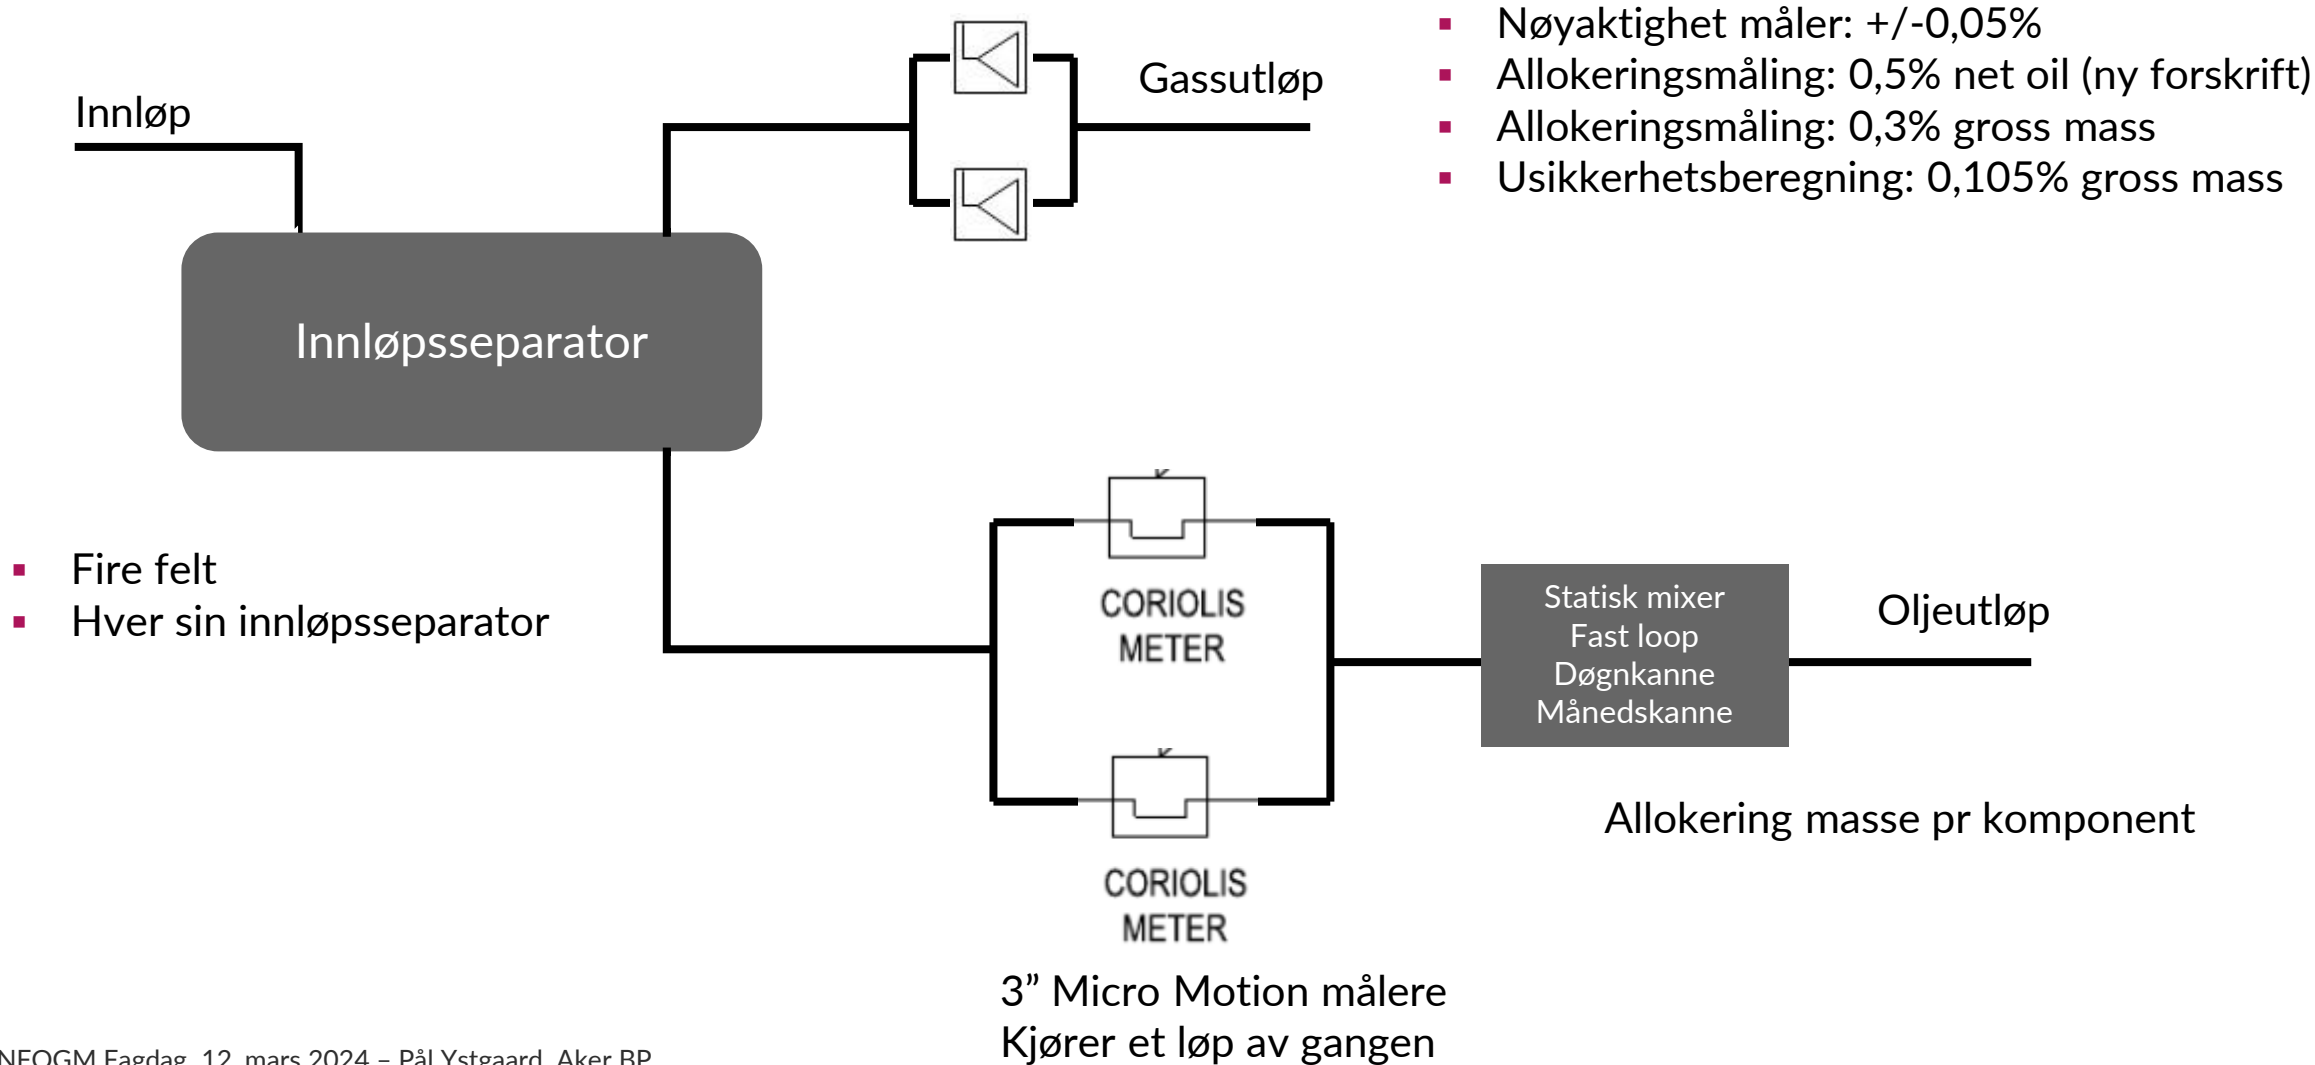 Nøyaktighet måler: +/-0,05%
Allokeringsmåling: 0,5% net oil (ny forskrift)
Allokeringsmåling: 0,3% gross mass
Usikkerhetsberegning: 0,105% gross mass
Gassutløp
Innløp
Innløpsseparator
Fire felt
Hver sin innløpsseparator
CORIOLIS
METER
Statisk mixer
Fast loop
Døgnkanne
Månedskanne
Oljeutløp
Allokering masse pr komponent
CORIOLIS
METER
3” Micro Motion målere
Kjører et løp av gangen
NFOGM Fagdag, 12. mars 2024 – Pål Ystgaard, Aker BP